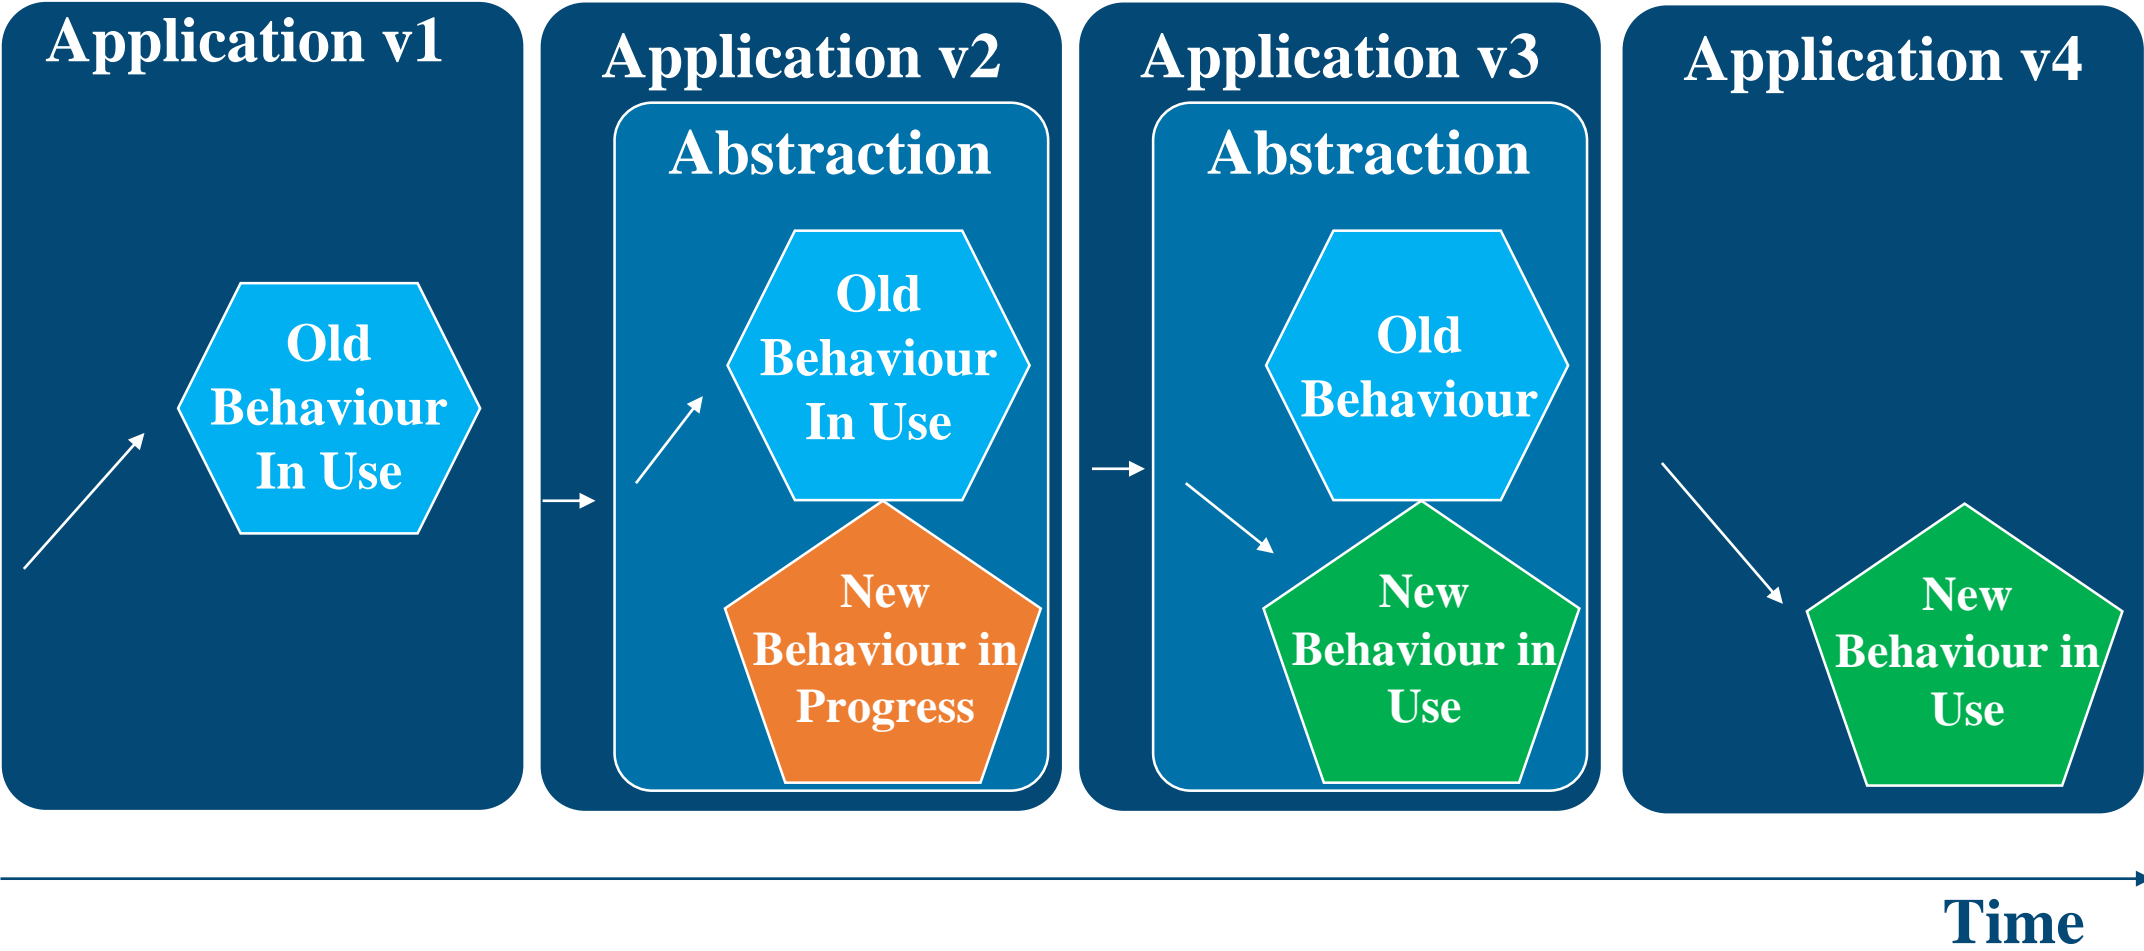 Application v1
Old
Behaviour
In Use
Application v2
Abstraction
Old
Behaviour
In Use
New
Behaviour in
Progress
Application v3
Abstraction
Old
Behaviour
New
Behaviour in
Use
Application v4
New
Behaviour in
Use
Time